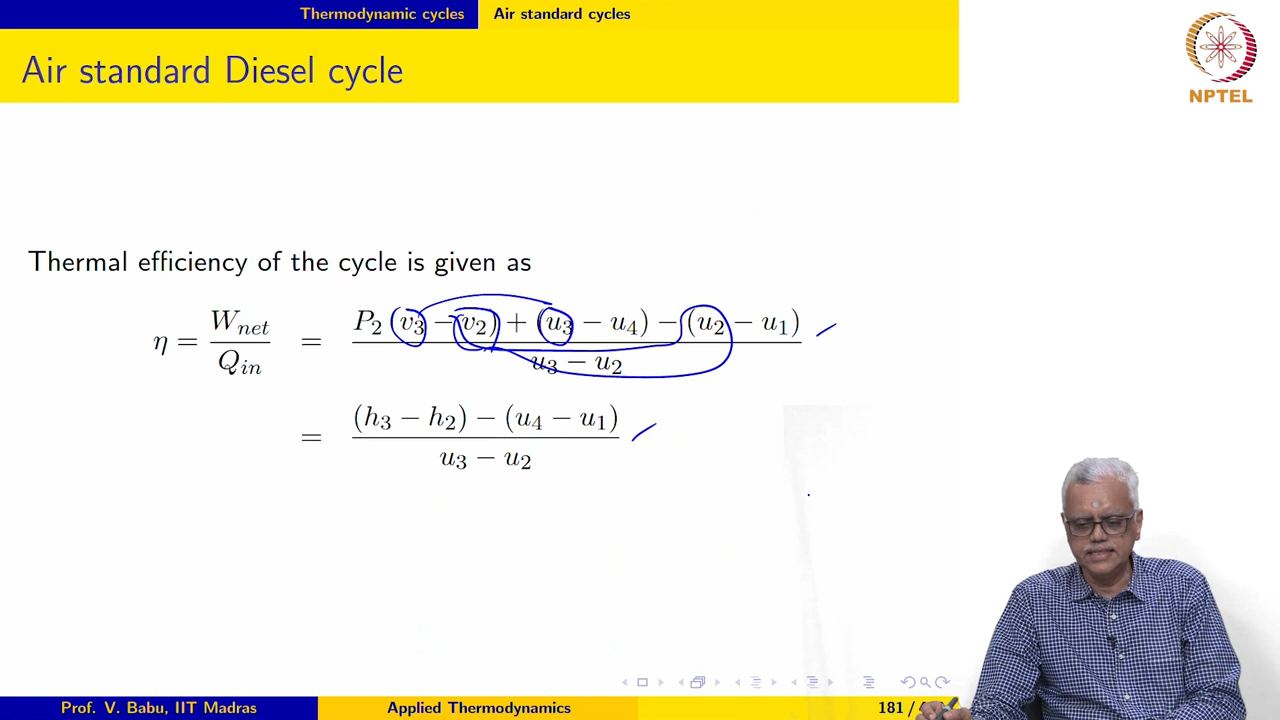 Thermodynamic cycles Air standard cycles
Air standard Diesel cycle
NPTEL
Thermal efficiency of the cycle is given as
η = W_net / Q_in = P₂ (v₃ − v₂) + (u₃ − u₄) − (u₂ − u₁) / u₃ − u₂
= (h₃ − h₂) − (u₄ − u₁) / u₃ − u₂
Prof. V. Babu, IIT Madras Applied Thermodynamics 181 /